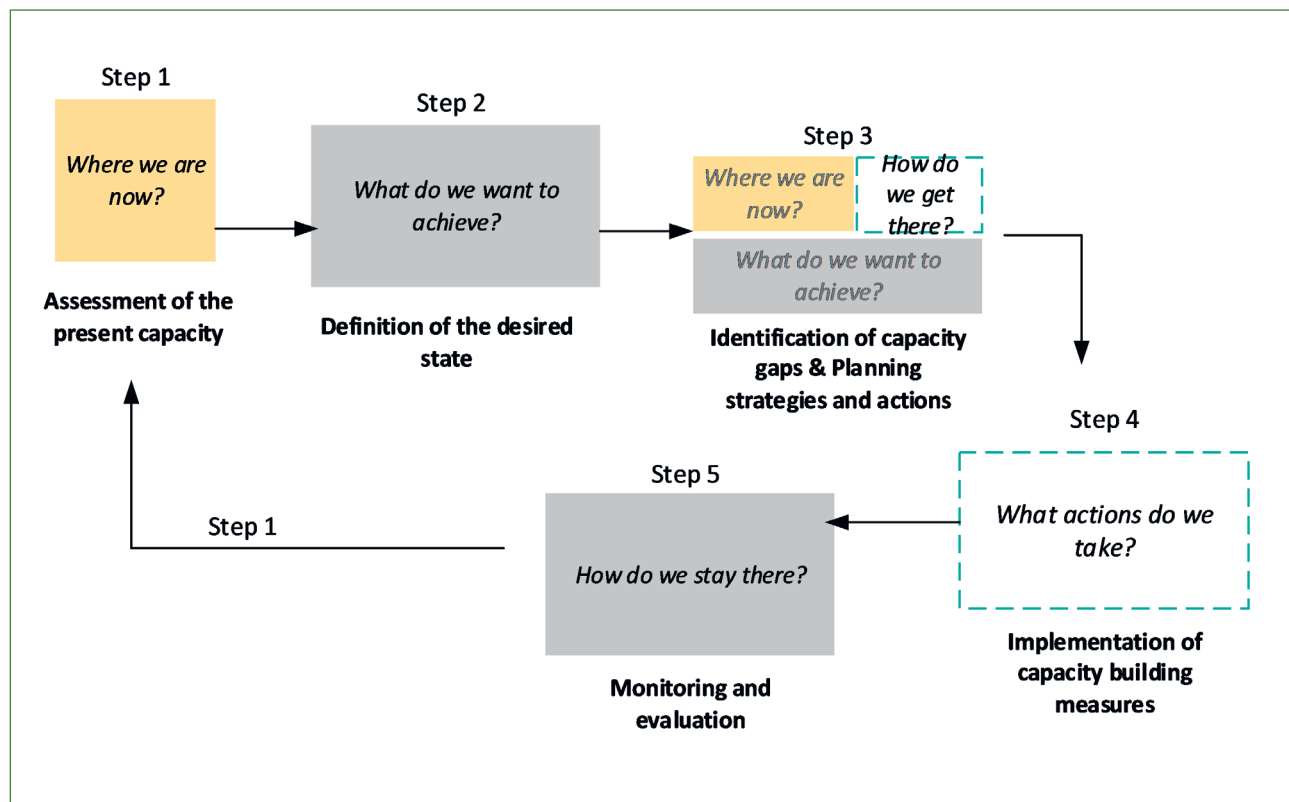 Step 1
Where we are
now?
Assessment of the
present capacity
Step 2
What do we want to
achieve?
Definition of the desired
state
Step 3
Where we are
now?
How do
we get
there?
What do we want to
achieve?
Identification of capacity
gaps & Planning
strategies and actions
Step 4
What actions do we
take?
Implementation of
capacity building
measures
Step 5
How do we stay there?
Monitoring and
evaluation
Step 1